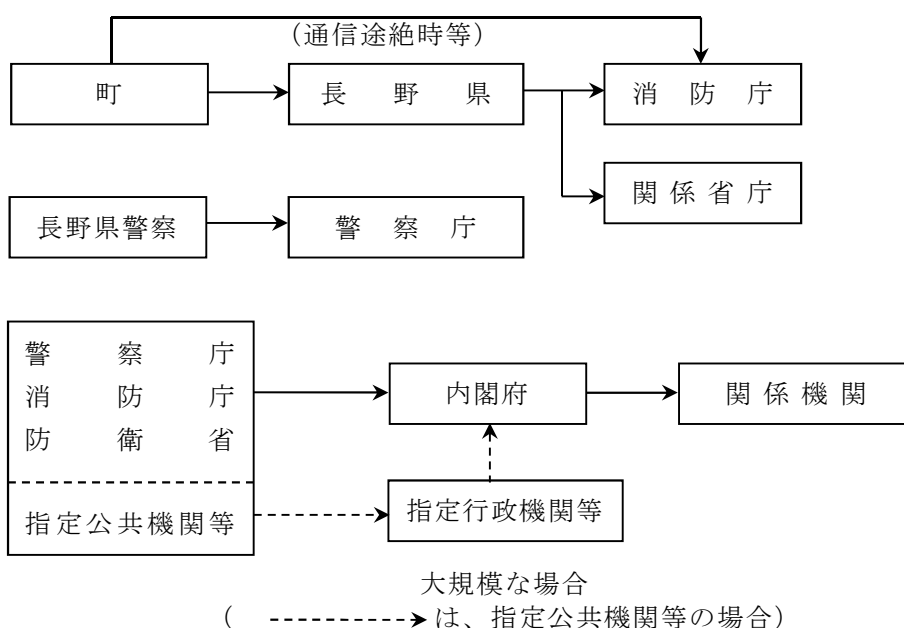 （通信途絶時等）
町
長野県
消防庁
関係省庁
長野県警察
警察庁
警察庁
消防庁
防衛省
指定公共機関等
内閣府
関係機関
指定行政機関等
大規模な場合
（ は、指定公共機関等の場合）